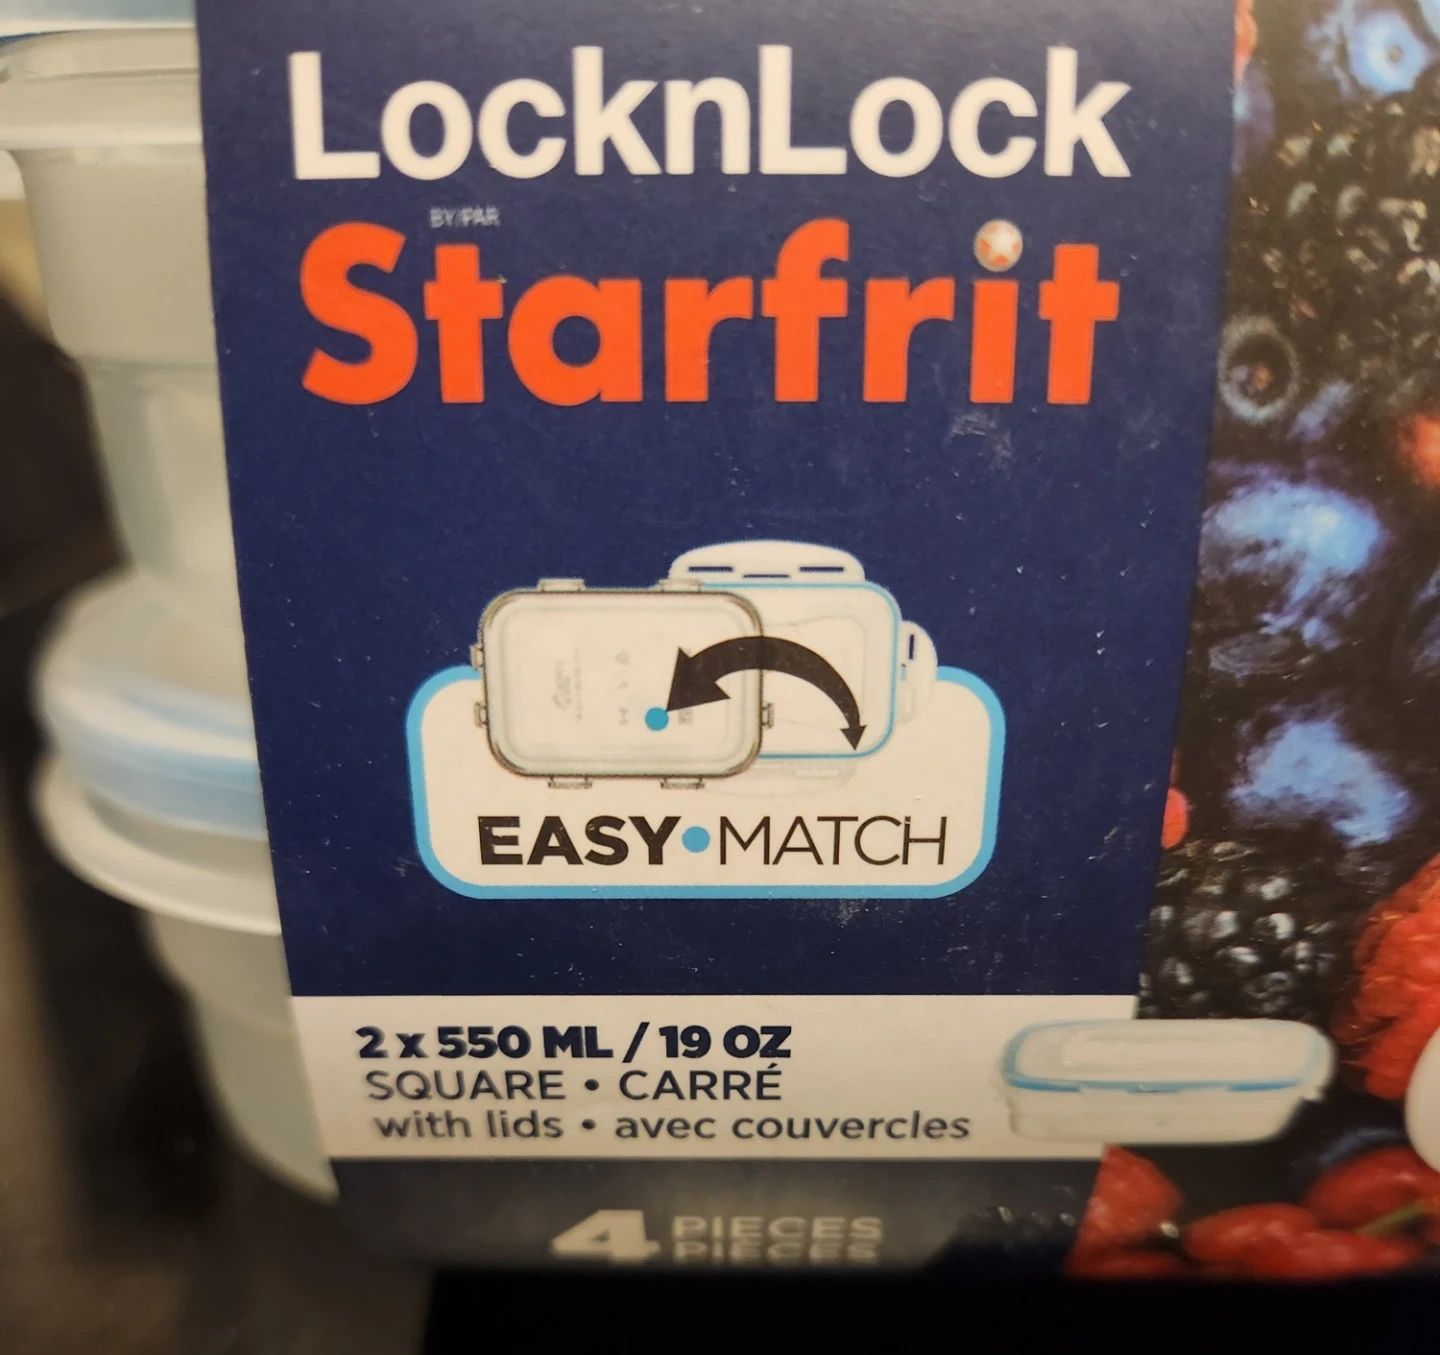 LocknLock
BY/PAR
Starfrit
EASY•MATCH
2 x 550 ML / 19 OZ
SQUARE • CARRÉ
with lids • avec couvercles
4 PIECES
PIÈCES